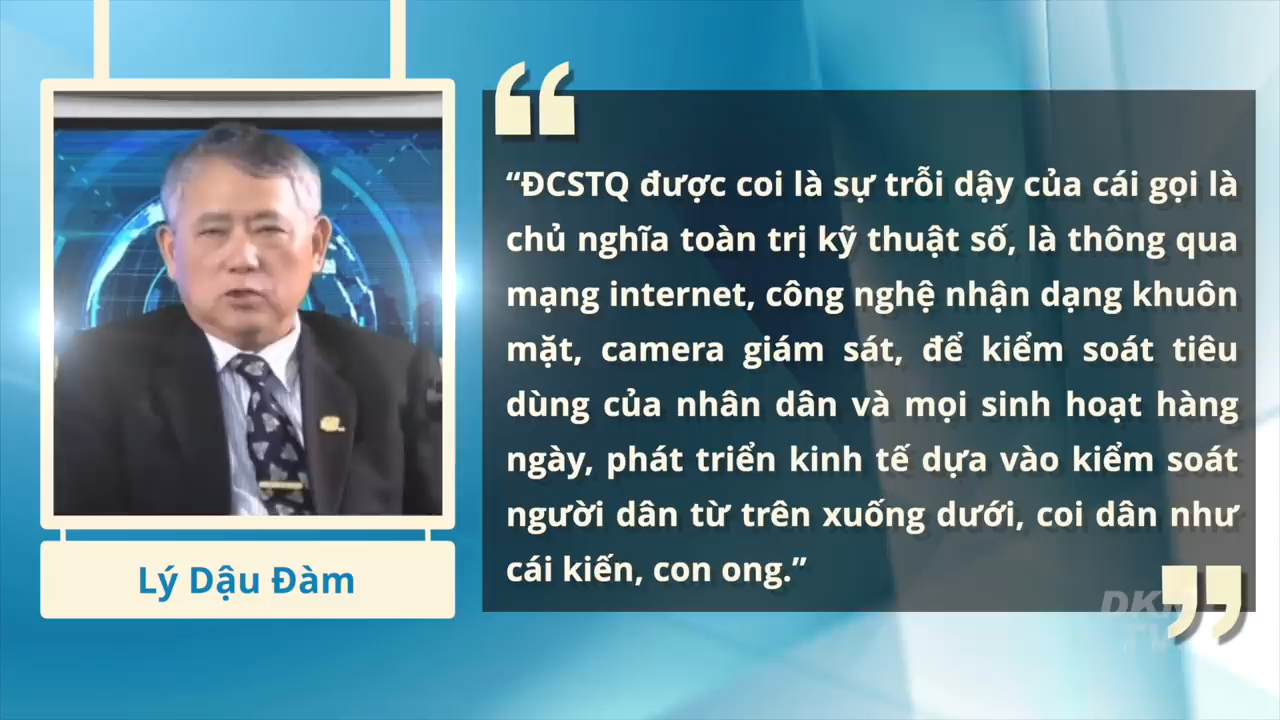 “ĐCSTQ được coi là sự trỗi dậy của cái gọi là
chủ nghĩa toàn trị kỹ thuật số, là thông qua
mạng internet, công nghệ nhận dạng khuôn
mặt, camera giám sát, để kiểm soát tiêu
dùng của nhân dân và mọi sinh hoạt hàng
ngày, phát triển kinh tế dựa vào kiểm soát
người dân từ trên xuống dưới, coi dân như
cái kiến, con ong.”
Lý Dậu Đàm
TV